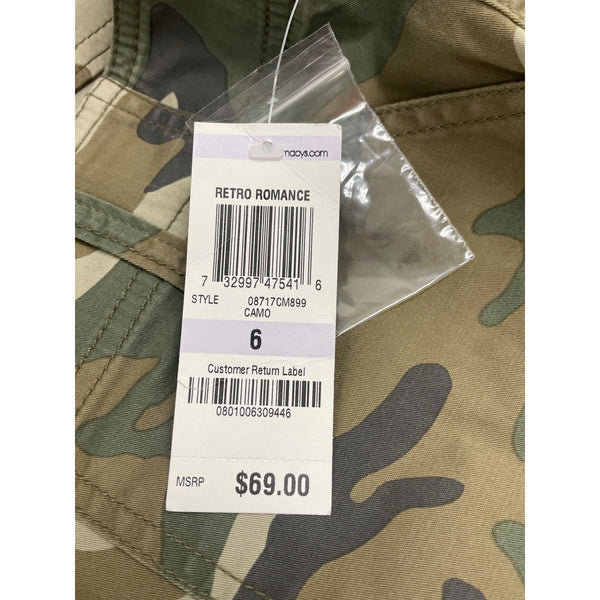 macys.com
RETRO ROMANCE
7 32997 47541 6
STYLE 08717CM899
CAMO
6
Customer Return Label
0801006309446
MSRP $69.00